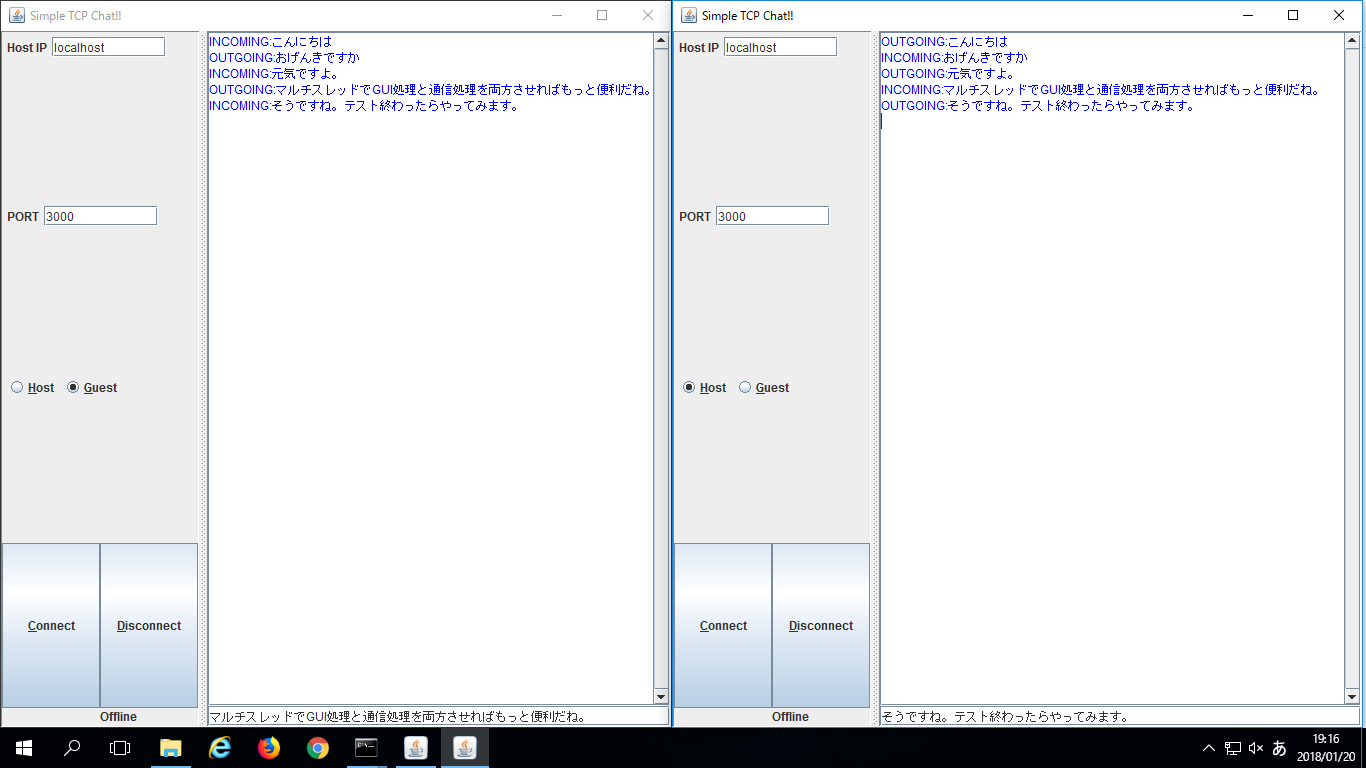 Simple TCP Chat!!
Host IP localhost
PORT 3000
Host Guest
Connect Disconnect
Offline
INCOMING:こんにちは
OUTGOING:おげんきですか
INCOMING:元気ですよ。
OUTGOING:マルチスレッドでGUI処理と通信処理を両方させればもっと便利だね。
INCOMING:そうですね。テスト終わったらやってみます。
マルチスレッドでGUI処理と通信処理を両方させればもっと便利だね。
Simple TCP Chat!!
Host IP localhost
PORT 3000
Host Guest
Connect Disconnect
Offline
OUTGOING:こんにちは
INCOMING:おげんきですか
OUTGOING:元気ですよ。
INCOMING:マルチスレッドでGUI処理と通信処理を両方させればもっと便利だね。
OUTGOING:そうですね。テスト終わったらやってみます。
そうですね。テスト終わったらやってみます。
あ
19:16
2018/01/20